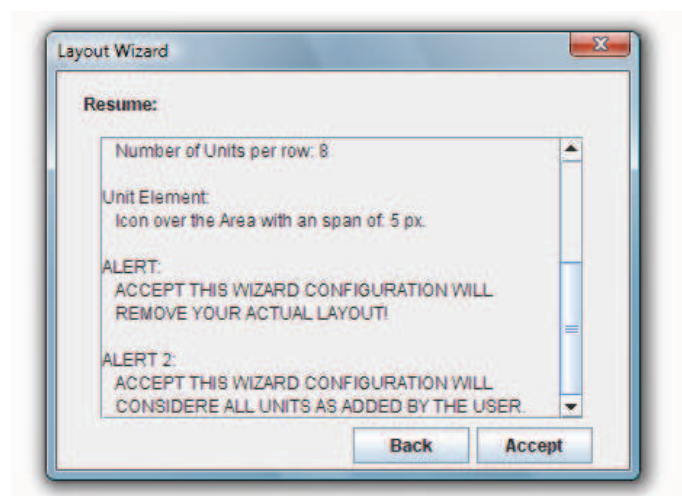 Layout Wizard
Resume:
Number of Units per row: 8
Unit Element:
Icon over the Area with an span of: 5 px.
ALERT:
ACCEPT THIS WIZARD CONFIGURATION WILL
REMOVE YOUR ACTUAL LAYOUT!
ALERT 2:
ACCEPT THIS WIZARD CONFIGURATION WILL
CONSIDERE ALL UNITS AS ADDED BY THE USER.
Back Accept